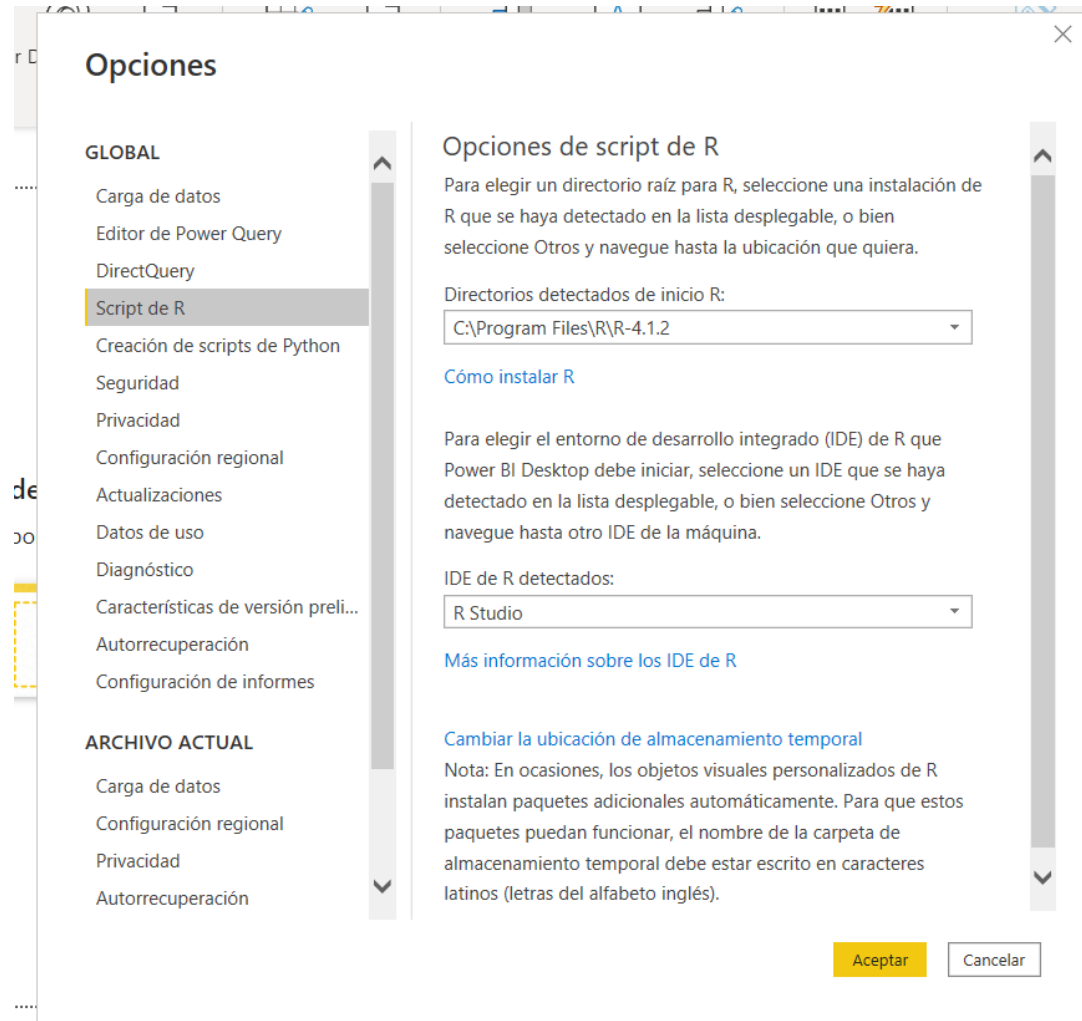 r D
Opciones
GLOBAL
Carga de datos
Editor de Power Query
DirectQuery
Script de R
Creación de scripts de Python
Seguridad
Privacidad
Configuración regional
Actualizaciones
Datos de uso
Diagnóstico
Características de versión preli...
Autorrecuperación
Configuración de informes
ARCHIVO ACTUAL
Carga de datos
Configuración regional
Privacidad
Autorrecuperación
Opciones de script de R
Para elegir un directorio raíz para R, seleccione una instalación de
R que se haya detectado en la lista desplegable, o bien
seleccione Otros y navegue hasta la ubicación que quiera.
Directorios detectados de inicio R:
C:\Program Files\R\R-4.1.2
Cómo instalar R
Para elegir el entorno de desarrollo integrado (IDE) de R que
Power BI Desktop debe iniciar, seleccione un IDE que se haya
detectado en la lista desplegable, o bien seleccione Otros y
navegue hasta otro IDE de la máquina.
IDE de R detectados:
R Studio
Más información sobre los IDE de R
Cambiar la ubicación de almacenamiento temporal
Nota: En ocasiones, los objetos visuales personalizados de R
instalan paquetes adicionales automáticamente. Para que estos
paquetes puedan funcionar, el nombre de la carpeta de
almacenamiento temporal debe estar escrito en caracteres
latinos (letras del alfabeto inglés).
de
po
Aceptar
Cancelar